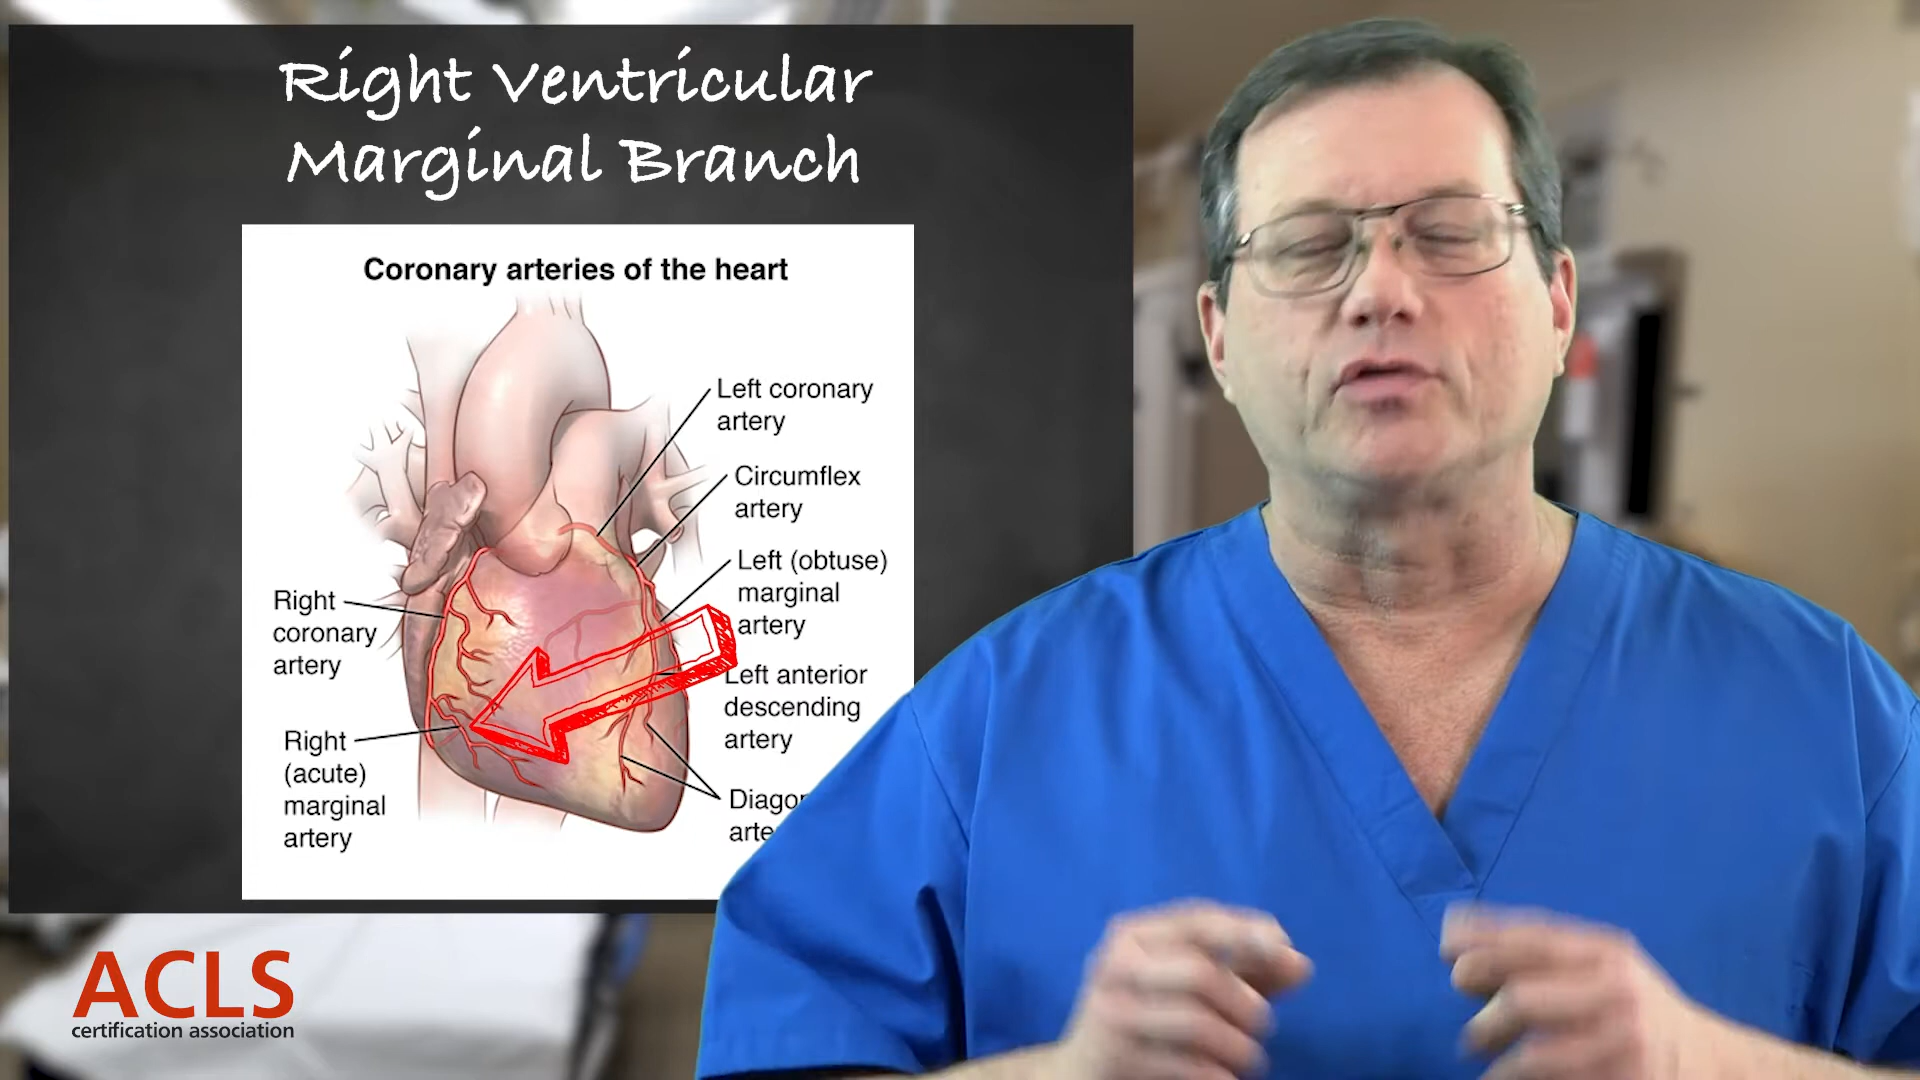 Right Ventricular
Marginal Branch
Coronary arteries of the heart
Left coronary
artery
Circumflex
artery
Left (obtuse)
marginal
artery
Left anterior
descending
artery
Right
coronary
artery
Right
(acute)
marginal
artery
ACLS
certification association